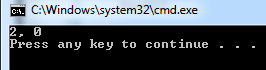 C:\Windows\system32\cmd.exe
2, 0
Press any key to continue . . .